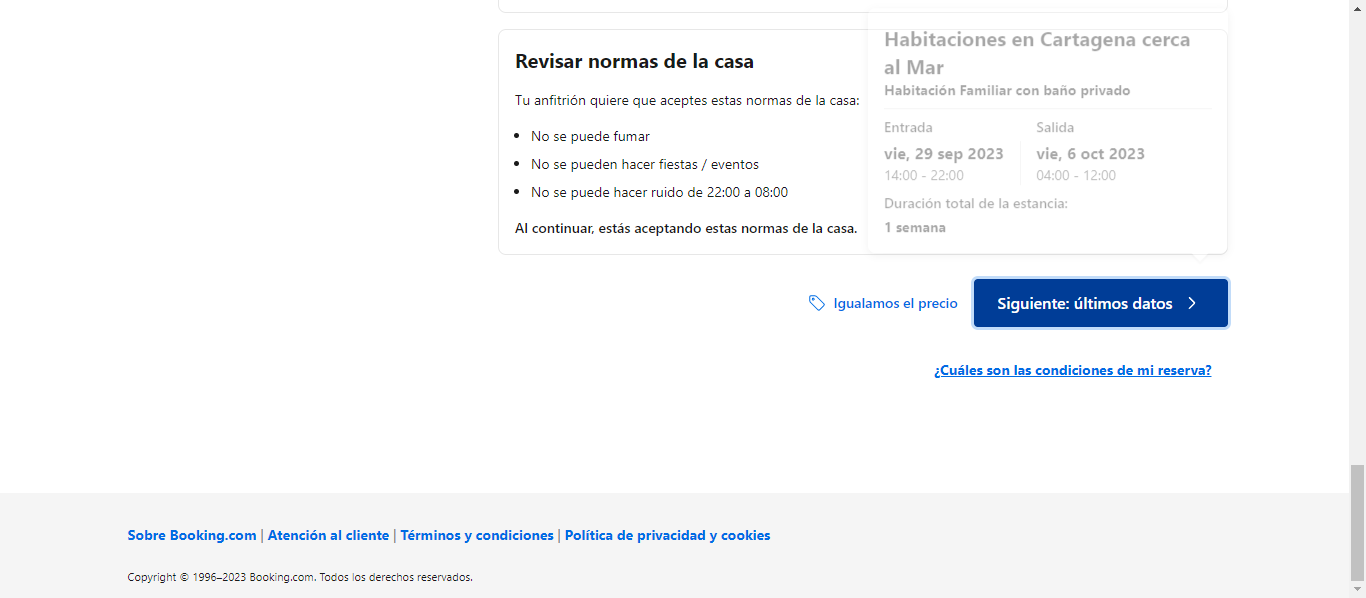 Revisar normas de la casa
Tu anfitrión quiere que aceptes estas normas de la casa:
No se puede fumar
No se pueden hacer fiestas / eventos
No se puede hacer ruido de 22:00 a 08:00
Al continuar, estás aceptando estas normas de la casa.
Habitaciones en Cartagena cerca
al Mar
Habitación Familiar con baño privado
Entrada Salida
vie, 29 sep 2023 vie, 6 oct 2023
14:00 - 22:00 04:00 - 12:00
Duración total de la estancia:
1 semana
Igualamos el precio Siguiente: últimos datos
¿Cuáles son las condiciones de mi reserva?
Sobre Booking.com | Atención al cliente | Términos y condiciones | Política de privacidad y cookies
Copyright © 1996–2023 Booking.com. Todos los derechos reservados.